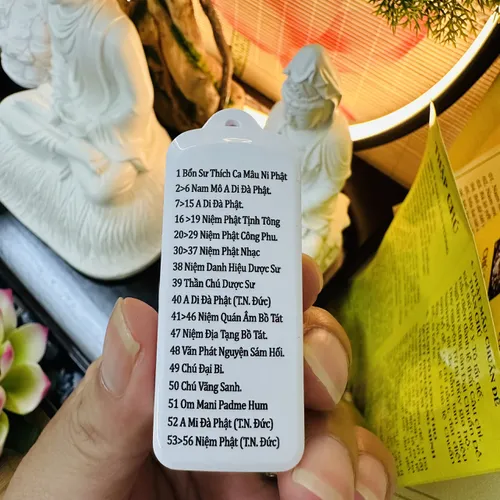 1 Bổn Sư Thích Ca Mâu Ni Phật
2>6 Nam Mô A Di Đà Phật.
7>15 A Di Đà Phật.
16 >19 Niệm Phật Tịnh Tông
20>29 Niệm Phật Công Phu.
30>37 Niệm Phật Nhạc
38 Niệm Danh Hiệu Dược Sư
39 Thần Chú Dược Sư
40 A Di Đà Phật (T.N. Đức)
41>46 Niệm Quán Âm Bồ Tát
47 Niệm Địa Tạng Bồ Tát.
48 Văn Phát Nguyện Sám Hối.
49 Chú Đại Bi.
50 Chú Vãng Sanh.
51 Om Mani Padme Hum
52 A Mi Đà Phật (T.N. Đức)
53>56 Niệm Phật (T.N. Đức)